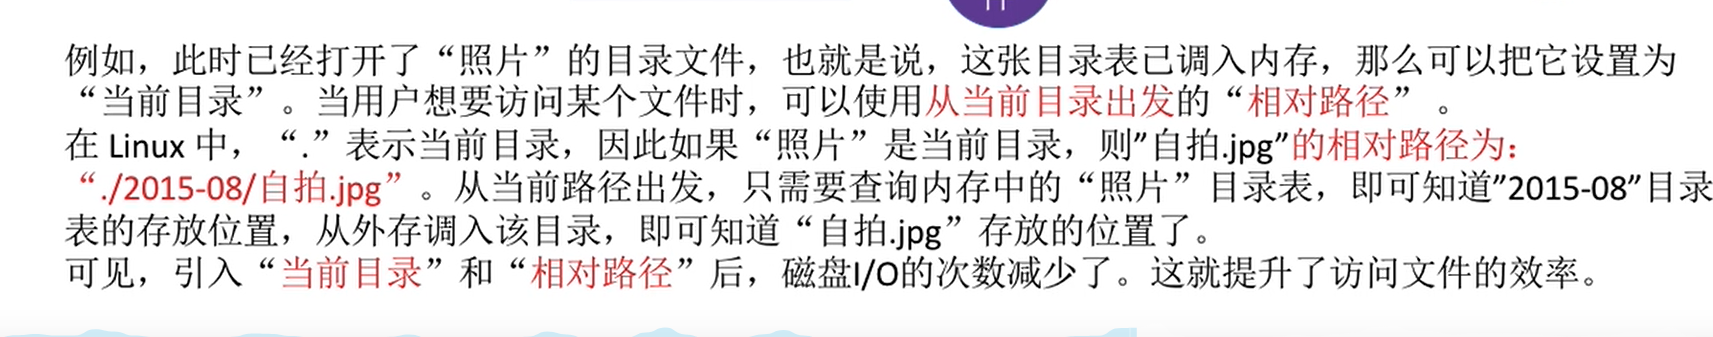 例如，此时已经打开了“照片”的目录文件，也就是说，这张目录表已调入内存，那么可以把它设置为
“当前目录”。当用户想要访问某个文件时，可以使用从当前目录出发的“相对路径”。
在 Linux 中，“.”表示当前目录，因此如果“照片”是当前目录，则”自拍.jpg”的相对路径为：
“./2015-08/自拍.jpg”。从当前路径出发，只需要查询内存中的“照片”目录表，即可知道”2015-08”目录
表的存放位置，从外存调入该目录，即可知道“自拍.jpg”存放的位置了。
可见，引入“当前目录”和“相对路径”后，磁盘I/O的次数减少了。这就提升了访问文件的效率。